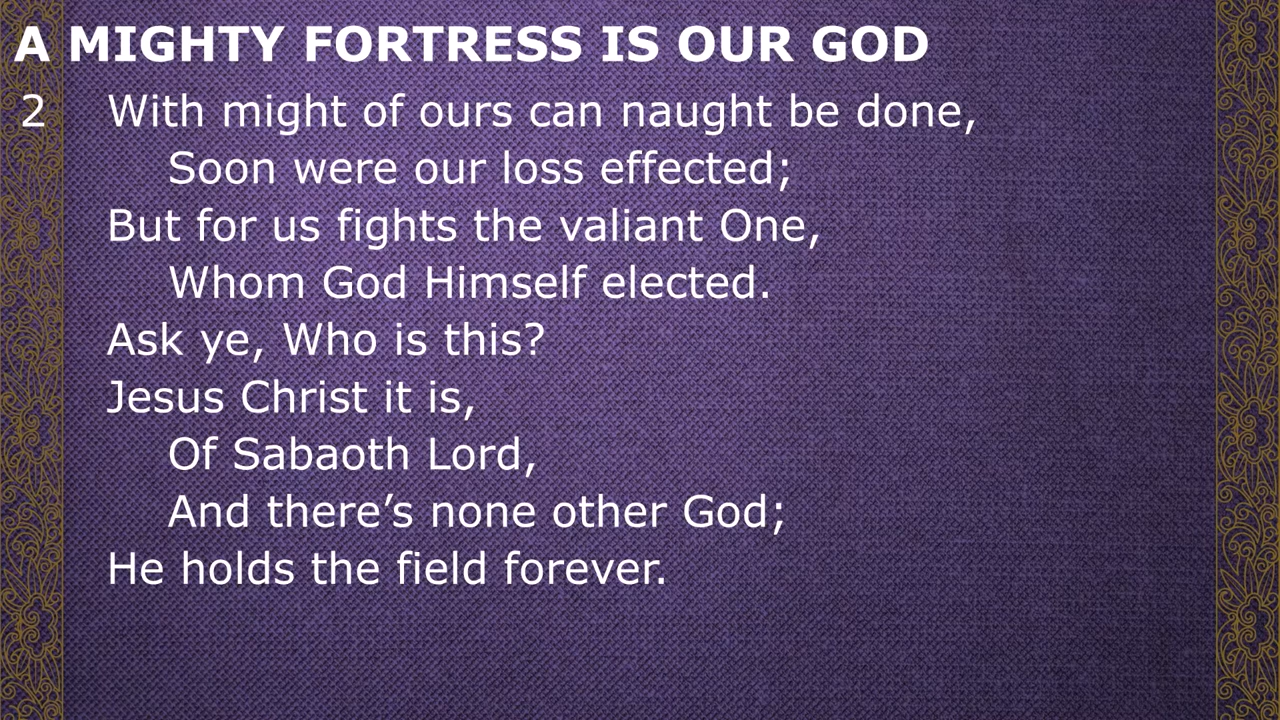 A MIGHTY FORTRESS IS OUR GOD
2 With might of ours can naught be done,
Soon were our loss effected;
But for us fights the valiant One,
Whom God Himself elected.
Ask ye, Who is this?
Jesus Christ it is,
Of Sabaoth Lord,
And there’s none other God;
He holds the field forever.